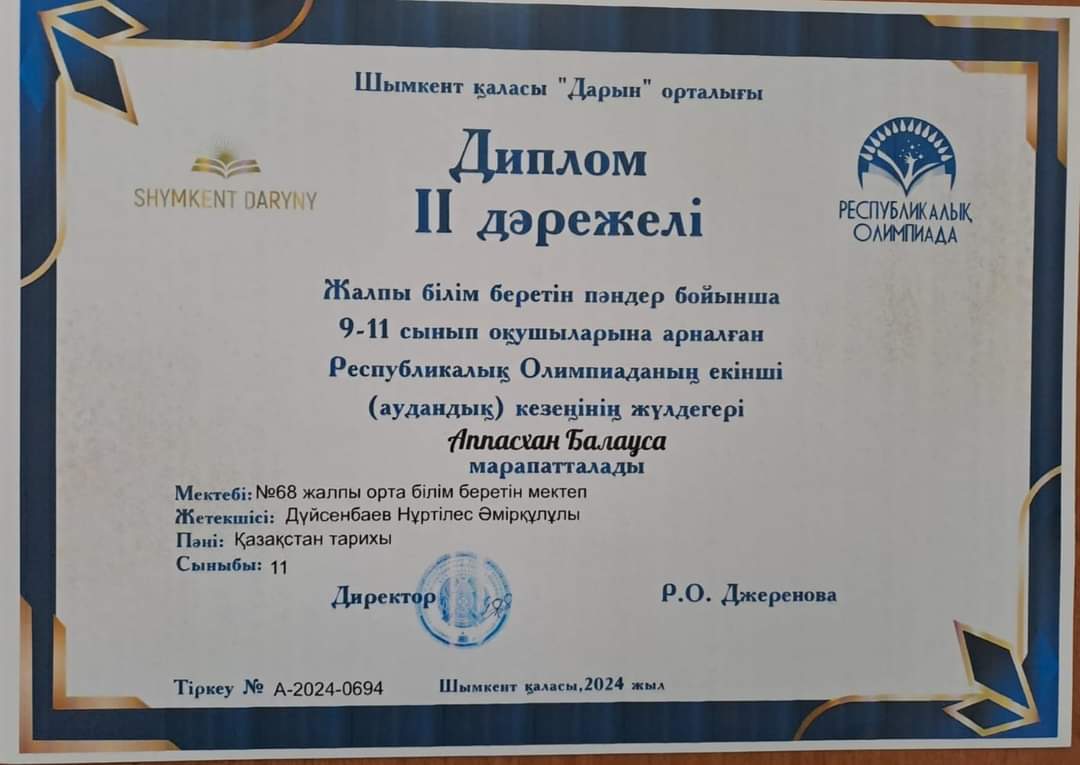 Шымкент қаласы "Дарын" орталығы
Диплом
II дәрежелі
SHYMKENT DARYNY
РЕСПУБЛИКАЛЫҚ
ОЛИМПИАДА
Жалпы білім беретін пәндер бойынша
9-11 сынып оқушыларына арналған
Республикалық Олимпиаданың екінші
(аудандық) кезеңінің жүлдегері
Аппасхан Балауса
марапатталады
Мектебі: №68 жалпы орта білім беретін мектеп
Жетекшісі: Дүйсенбаев Нұртілес Әмірқұлұлы
Пәні: Қазақстан тарихы
Сыныбы: 11
Директор Р.О. Джеренова
Тіркеу № А-2024-0694 Шымкент қаласы,2024 жыл